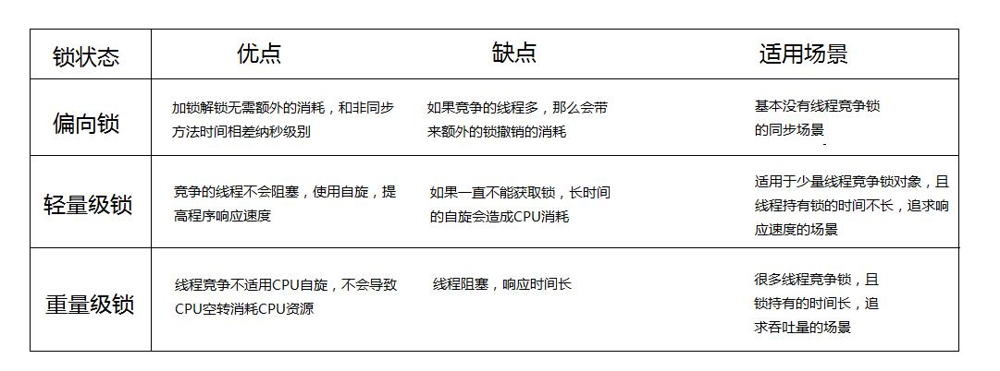 锁状态
优点
缺点
适用场景
偏向锁
加锁解锁无需额外的消耗，和非同步
方法时间相差纳秒级别
如果竞争的线程多，那么会带
来额外的锁撤销的消耗
基本没有线程竞争锁
的同步场景
轻量级锁
竞争的线程不会阻塞，使用自旋，提
高程序响应速度
如果一直不能获取锁，长时间
的自旋会造成CPU消耗
适用于少量线程竞争锁对象，且
线程持有锁的时间不长，追求响
应速度的场景
重量级锁
线程竞争不适用CPU自旋，不会导致
CPU空转消耗CPU资源
线程阻塞，响应时间长
很多线程竞争锁，且
锁持有的时间长，追
求吞吐量的场景